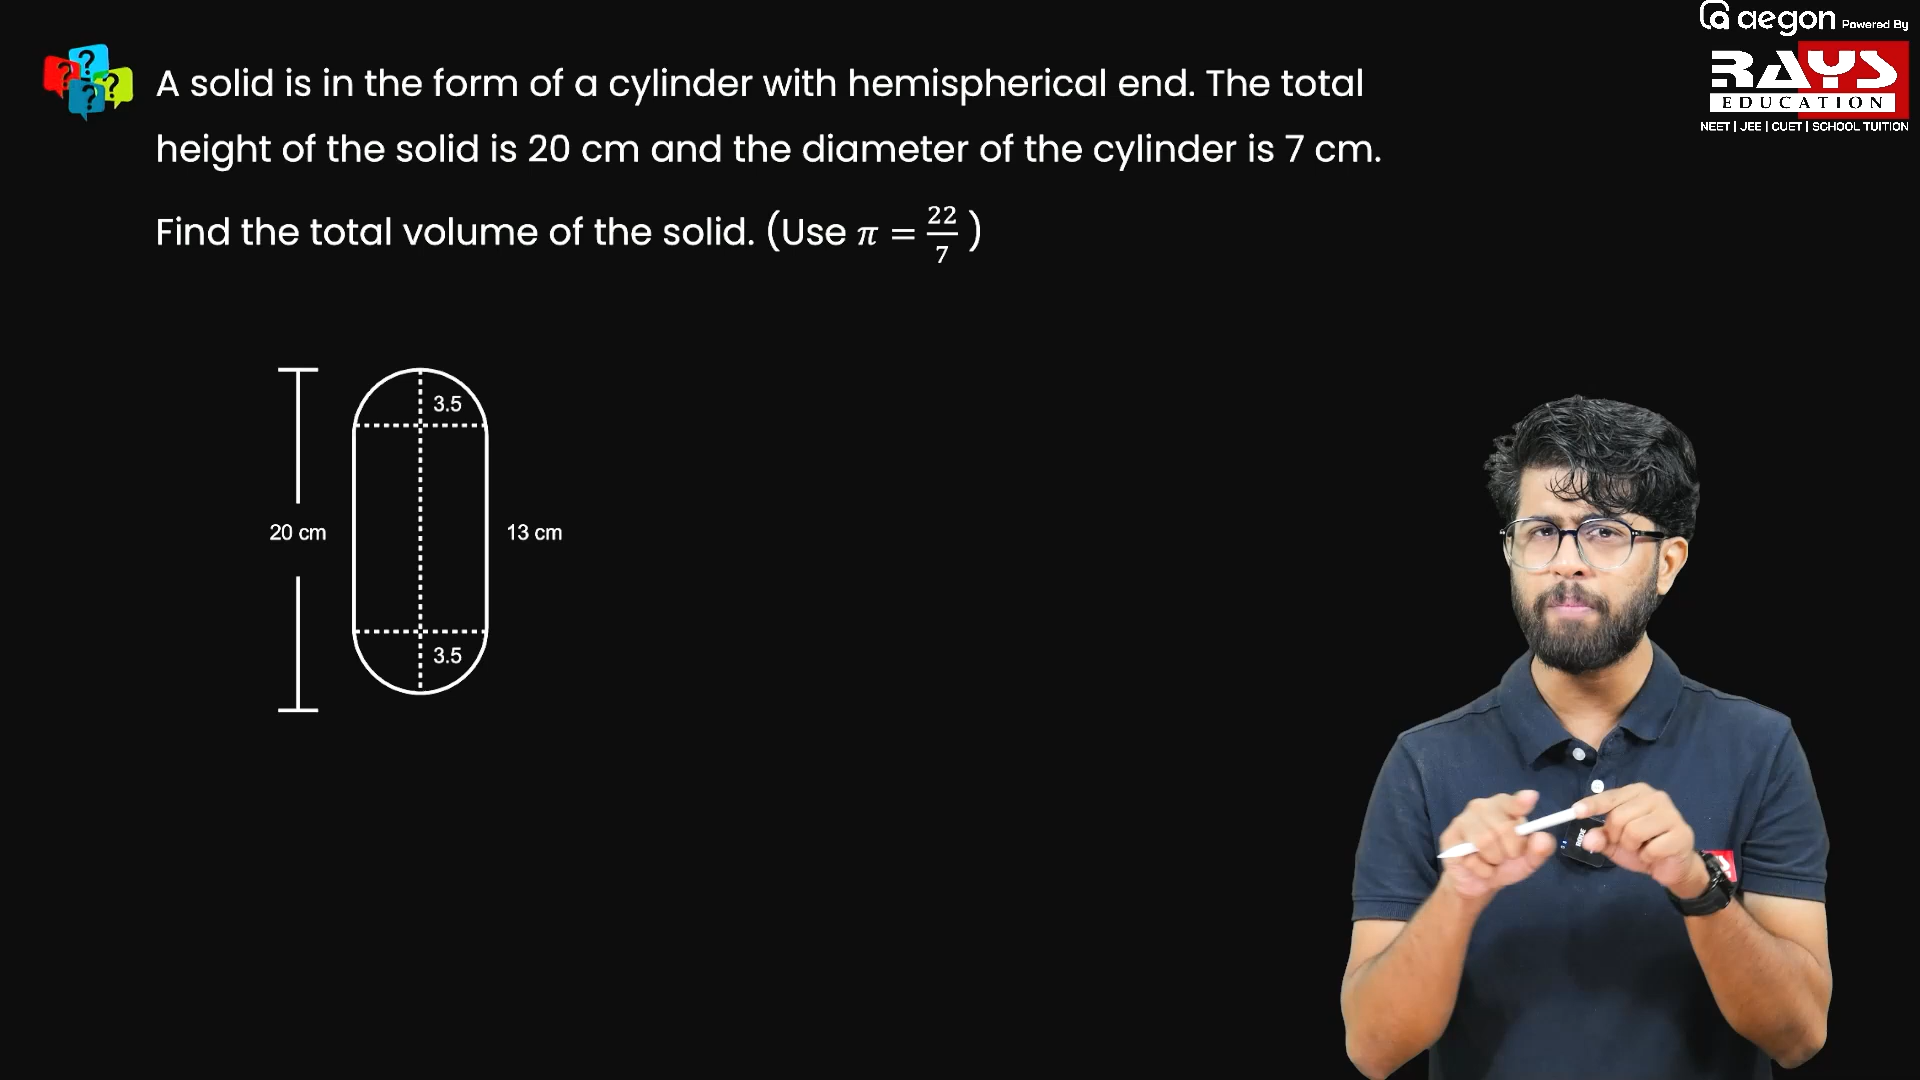 aegon Powered By
RAYS
EDUCATION
NEET | JEE | CUET | SCHOOL TUITION
A solid is in the form of a cylinder with hemispherical end. The total
height of the solid is 20 cm and the diameter of the cylinder is 7 cm.
Find the total volume of the solid. (Use π = 22/7 )
3.5
20 cm
13 cm
3.5
RODE